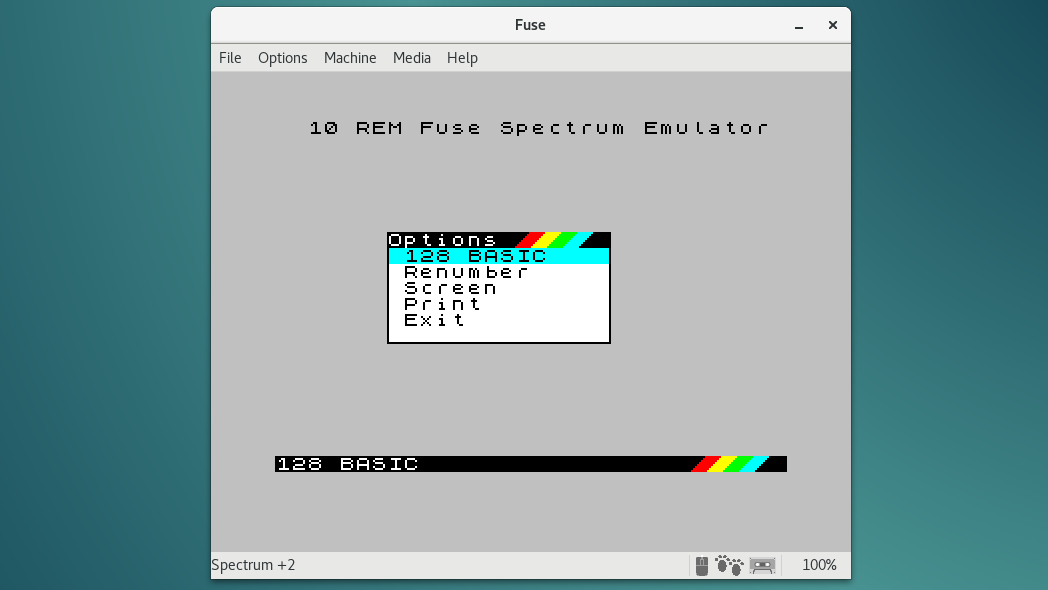 Fuse
File Options Machine Media Help
10 REM Fuse Spectrum Emulator
Options
128 BASIC
Renumber
Screen
Print
Exit
128 BASIC
Spectrum +2 100%